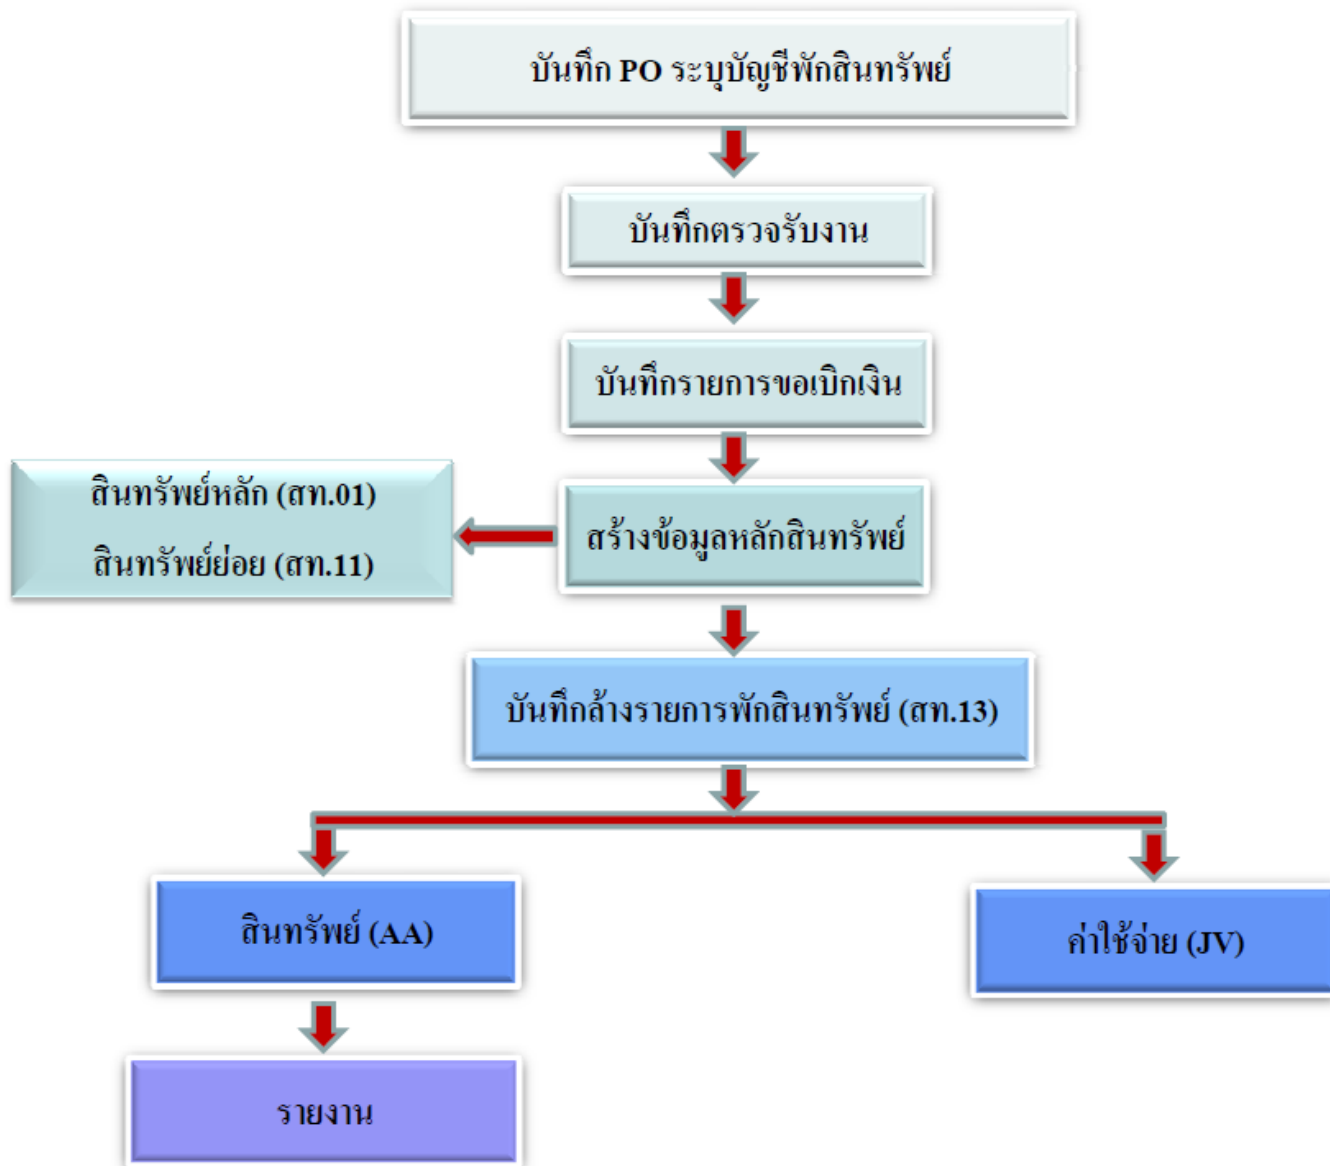 บันทึก PO ระบุบัญชีพักสินทรัพย์
บันทึกตรวจรับงาน
บันทึกรายการขอเบิกเงิน
สินทรัพย์หลัก (สท.01)
สินทรัพย์ย่อย (สท.11)
สร้างข้อมูลหลักสินทรัพย์
บันทึกล้างรายการพักสินทรัพย์ (สท.13)
สินทรัพย์ (AA)
ค่าใช้จ่าย (JV)
รายงาน